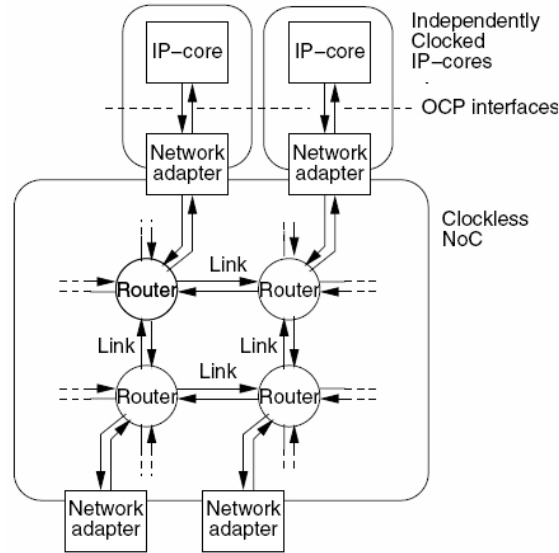 IP–core
IP–core
Independently
Clocked
IP–cores
OCP interfaces
Network
adapter
Network
adapter
Clockless
NoC
Link
Router
Router
Link
Link
Link
Router
Router
Network
adapter
Network
adapter